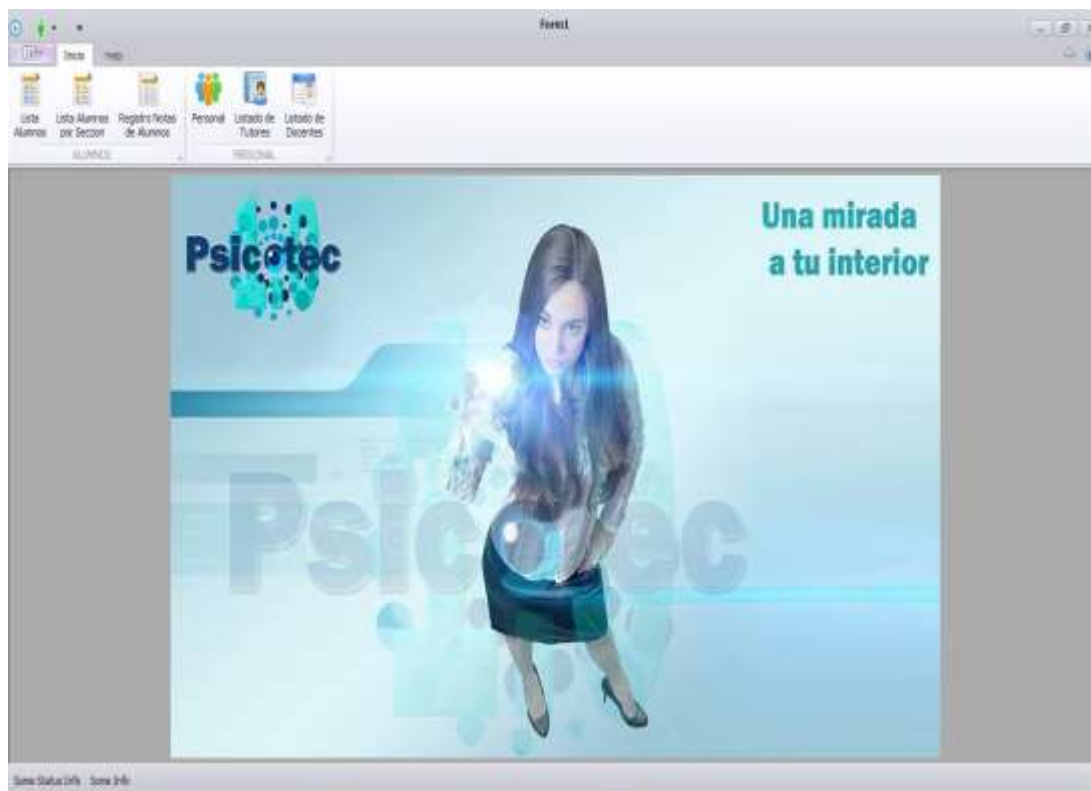 Form1
Inicio Help
Lista Alumnos
Lista Alumnos por Seccion
Registro Notas de Alumnos
Personal
Listado de Tutores
Listado de Docentes
ALUMNOS
PERSONAL
Psicotec
Una mirada
a tu interior
Psicotec
Some Status Info Some Info